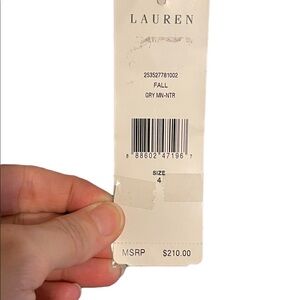 LAUREN
253527781002
FALL
GRY MN-NTR
8 88602 47196 7
SIZE
4
MSRP $210.00